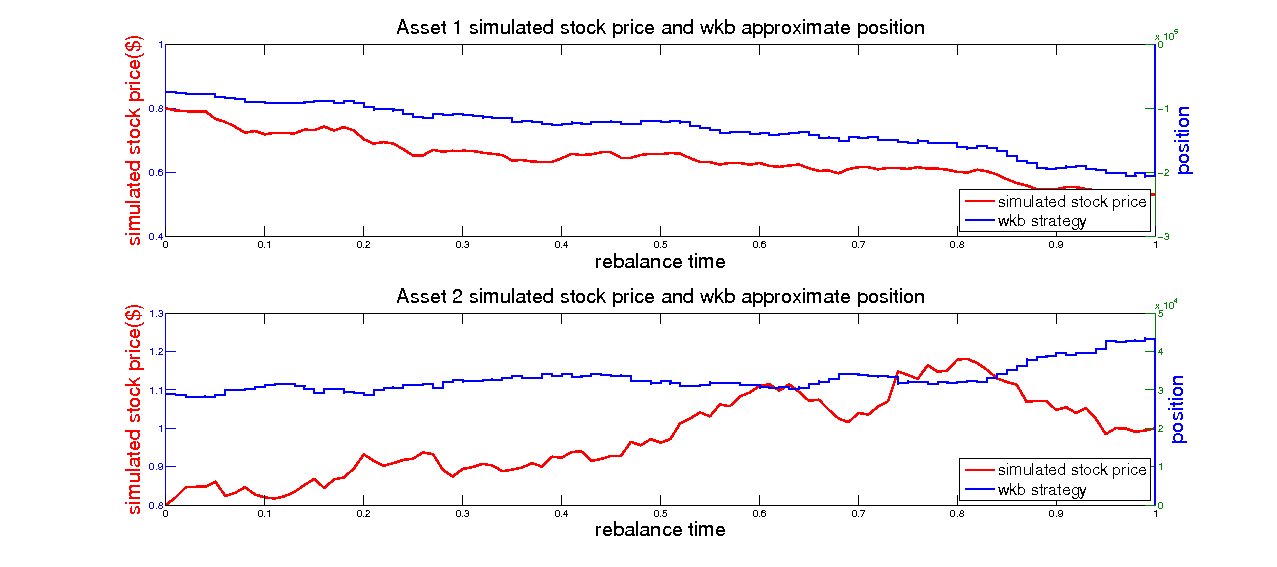 Asset 1 simulated stock price and wkb approximate position
x 10^5
simulated stock price($)
1
0.8
0.6
0.4
0
-1
-2
-3
position
simulated stock price
wkb strategy
0 0.1 0.2 0.3 0.4 0.5 0.6 0.7 0.8 0.9 1
rebalance time
Asset 2 simulated stock price and wkb approximate position
x 10^4
simulated stock price($)
1.3
1.2
1.1
1
0.9
0.8
5
4
3
2
1
0
position
simulated stock price
wkb strategy
0 0.1 0.2 0.3 0.4 0.5 0.6 0.7 0.8 0.9 1
rebalance time